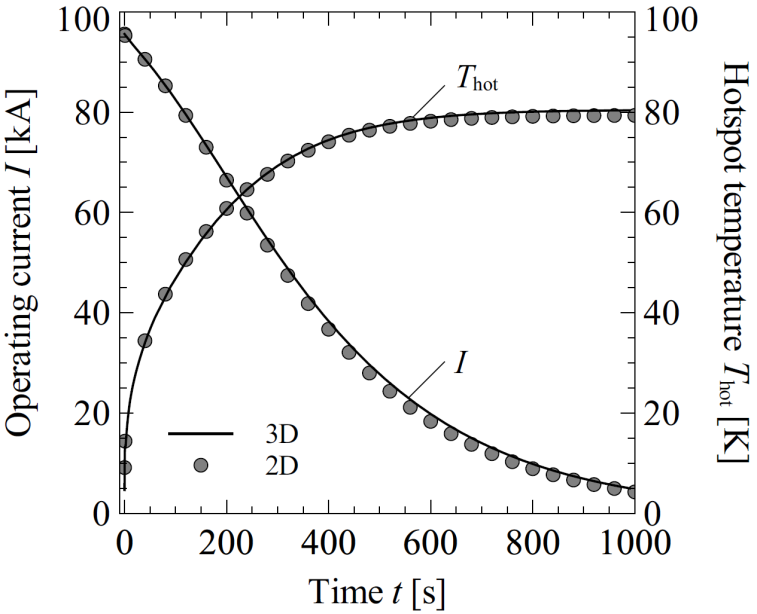 100
80
60
40
20
0
Operating current I [kA]
100
80
60
40
20
0
Hotspot temperature Thot [K]
Thot
I
3D
2D
0 200 400 600 800 1000
Time t [s]